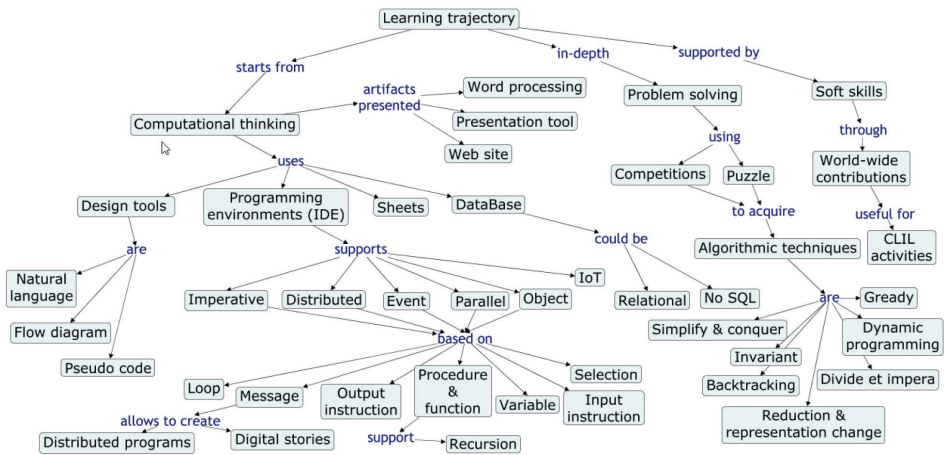 Learning trajectory
in-depth
supported by
starts from
artifacts
presented
Word processing
Problem solving
Soft skills
Computational thinking
Presentation tool
using
through
Web site
uses
Competitions
Puzzle
World-wide
contributions
Design tools
Programming
environments (IDE)
Sheets
DataBase
to acquire
useful for
are
supports
could be
Algorithmic techniques
CLIL
activities
Natural
language
Imperative
Distributed
Event
Parallel
Object
IoT
Relational
No SQL
are
Gready
Flow diagram
based on
Simplify & conquer
Dynamic
programming
Pseudo code
Invariant
Loop
Message
Output
instruction
Procedure
&
function
Variable
Selection
Input
instruction
Backtracking
Divide et impera
allows to create
Reduction &
representation change
Distributed programs
Digital stories
support
Recursion